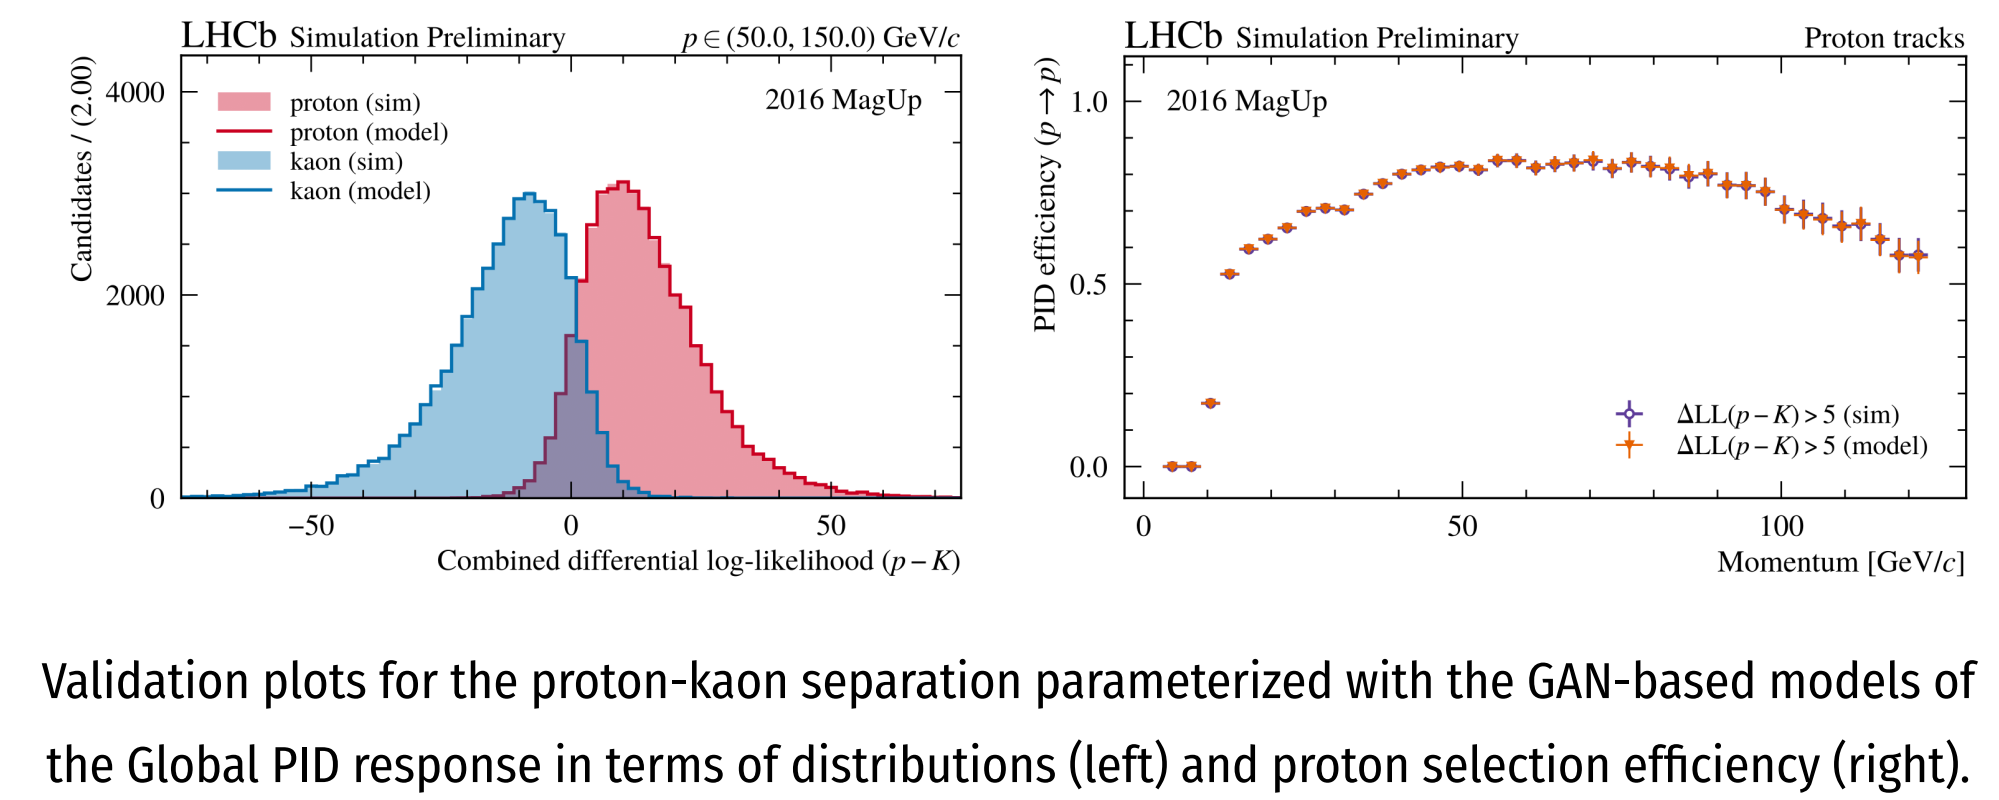 LHCb Simulation Preliminary
p ∈ (50.0, 150.0) GeV/c
Candidates / (2.00)
4000
2000
0
proton (sim)
proton (model)
kaon (sim)
kaon (model)
2016 MagUp
−50 0 50
Combined differential log-likelihood (p − K)
LHCb Simulation Preliminary
Proton tracks
PID efficiency (p → p)
1.0
0.5
0.0
2016 MagUp
ΔLL(p − K) > 5 (sim)
ΔLL(p − K) > 5 (model)
0 50 100
Momentum [GeV/c]
Validation plots for the proton-kaon separation parameterized with the GAN-based models of
the Global PID response in terms of distributions (left) and proton selection efficiency (right).